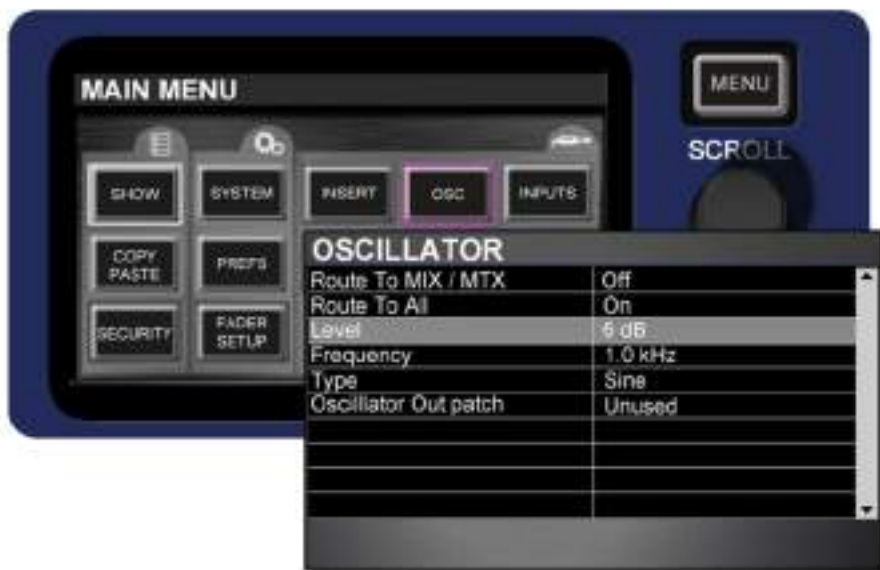 MAIN MENU
MENU
SCROLL
SHOW
SYSTEM
INSERT
OSC
INPUTS
COPY
PASTE
PREFS
SECURITY
FADER
SETUP
OSCILLATOR
Route To MIX / MTX Off
Route To All On
Level 6 dB
Frequency 1.0 kHz
Type Sine
Oscillator Out patch Unused